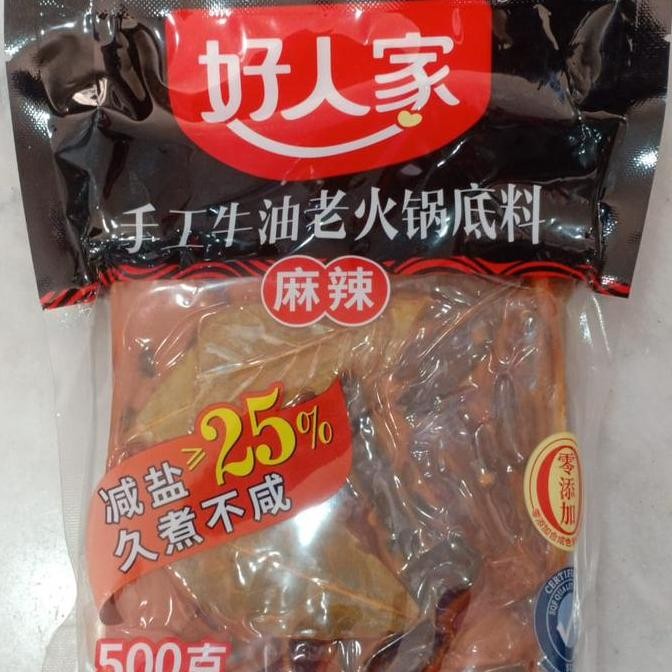 好人家
手工牛油老火锅底料
麻辣
减盐≥25%
久煮不咸
零添加
CERTIFIED
500克